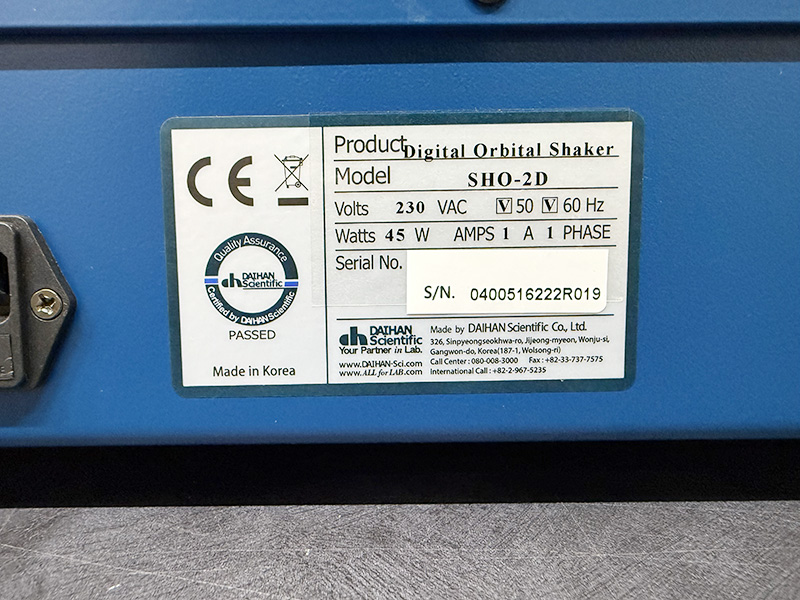 CE
Quality Assurance
dh DAIHAN
Scientific
Certified by DAIHAN Scientific
PASSED
Made in Korea
Product Digital Orbital Shaker
Model SHO-2D
Volts 230 VAC V 50 V 60 Hz
Watts 45 W AMPS 1 A 1 PHASE
Serial No.
S/N. 0400516222R019
dh DAIHAN
Scientific
Your Partner in Lab.
www.DAIHAN-Sci.com
www.ALL for LAB.com
Made by DAIHAN Scientific Co., Ltd.
326, Sinpyeongseokhwa-ro, Jijeong-myeon, Wonju-si,
Gangwon-do, Korea(187-1, Wolsong-ri)
Call Center : 080-008-3000 Fax : +82-33-737-7575
International Call : +82-2-967-5235